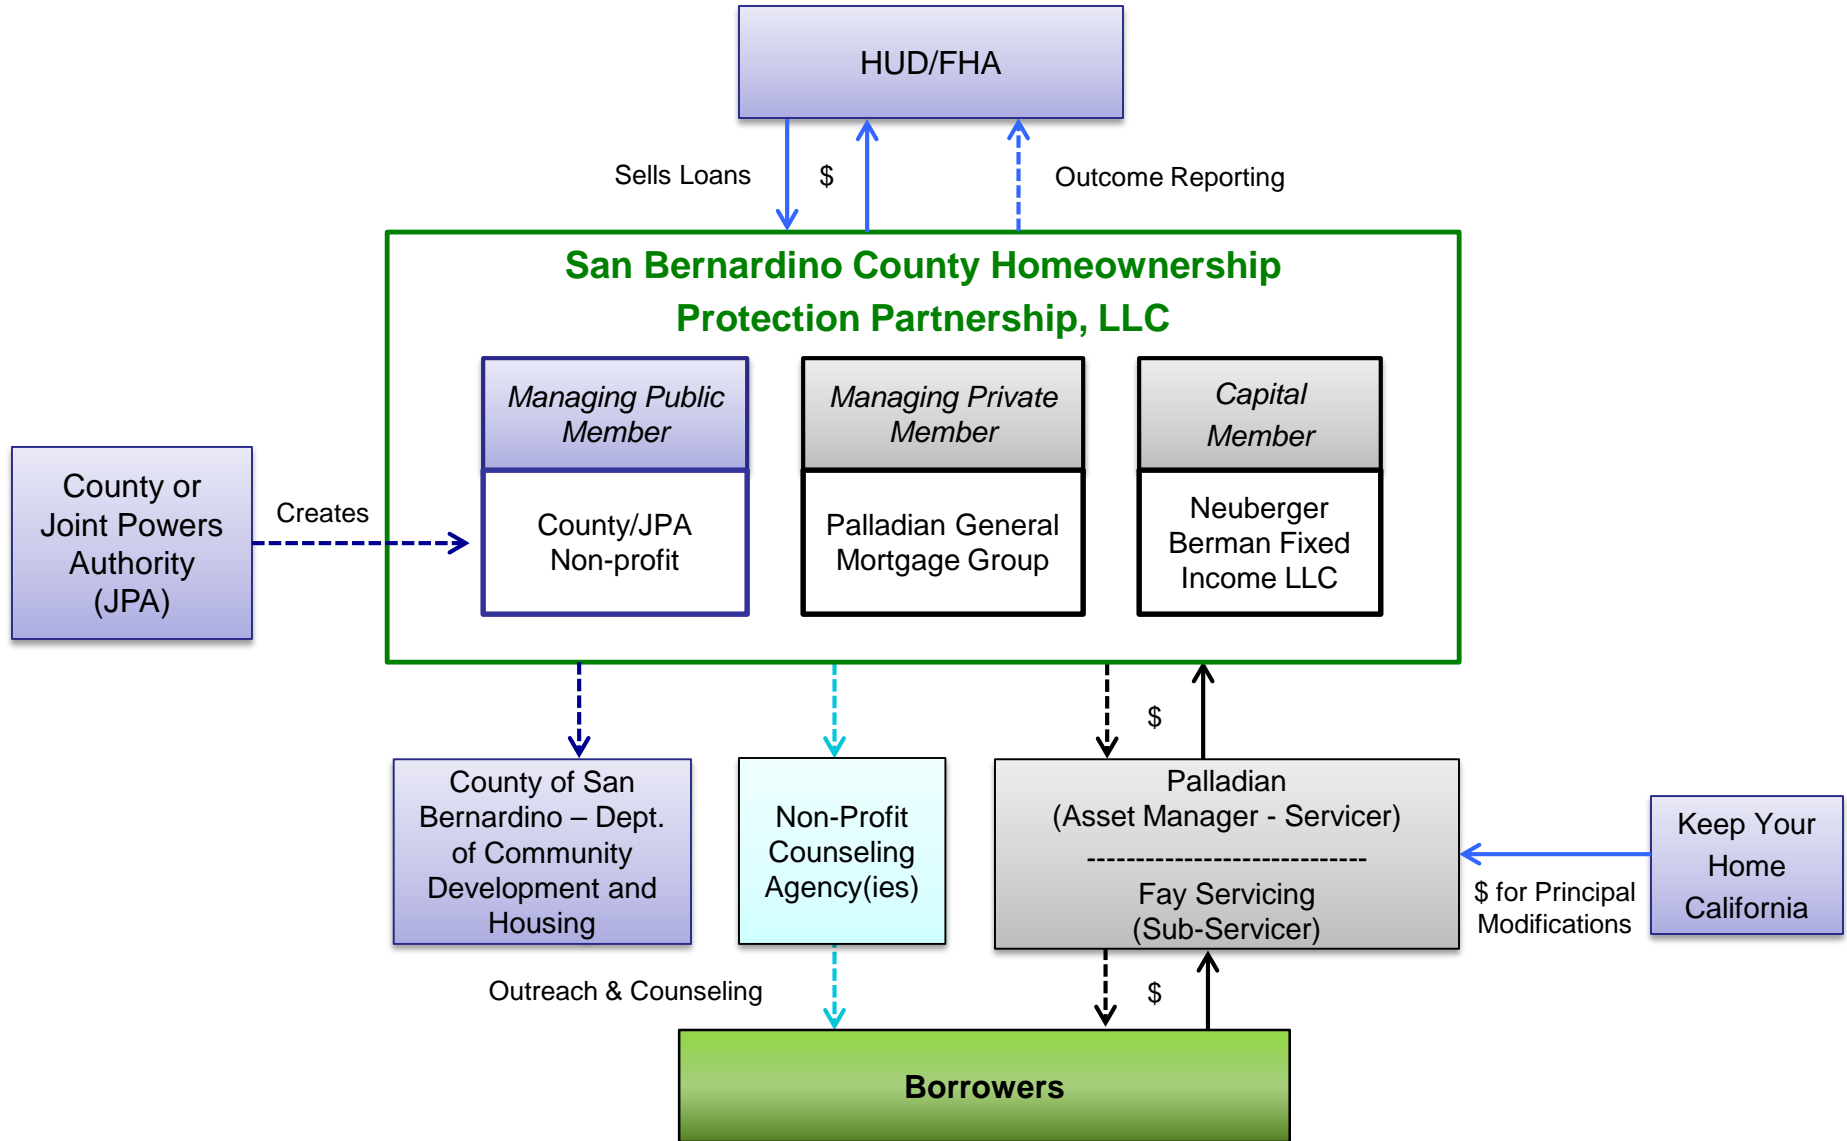 HUD/FHA
Sells Loans
$
Outcome Reporting
San Bernardino County Homeownership
Protection Partnership, LLC
Managing Public
Member
Managing Private
Member
Capital
Member
County or
Joint Powers
Authority
(JPA)
Creates
County/JPA
Non-profit
Palladian General
Mortgage Group
Neuberger
Berman Fixed
Income LLC
$
County of San
Bernardino – Dept.
of Community
Development and
Housing
Non-Profit
Counseling
Agency(ies)
Palladian
(Asset Manager - Servicer)
-----------------------------
Fay Servicing
(Sub-Servicer)
$ for Principal
Modifications
Keep Your
Home
California
Outreach & Counseling
$
Borrowers